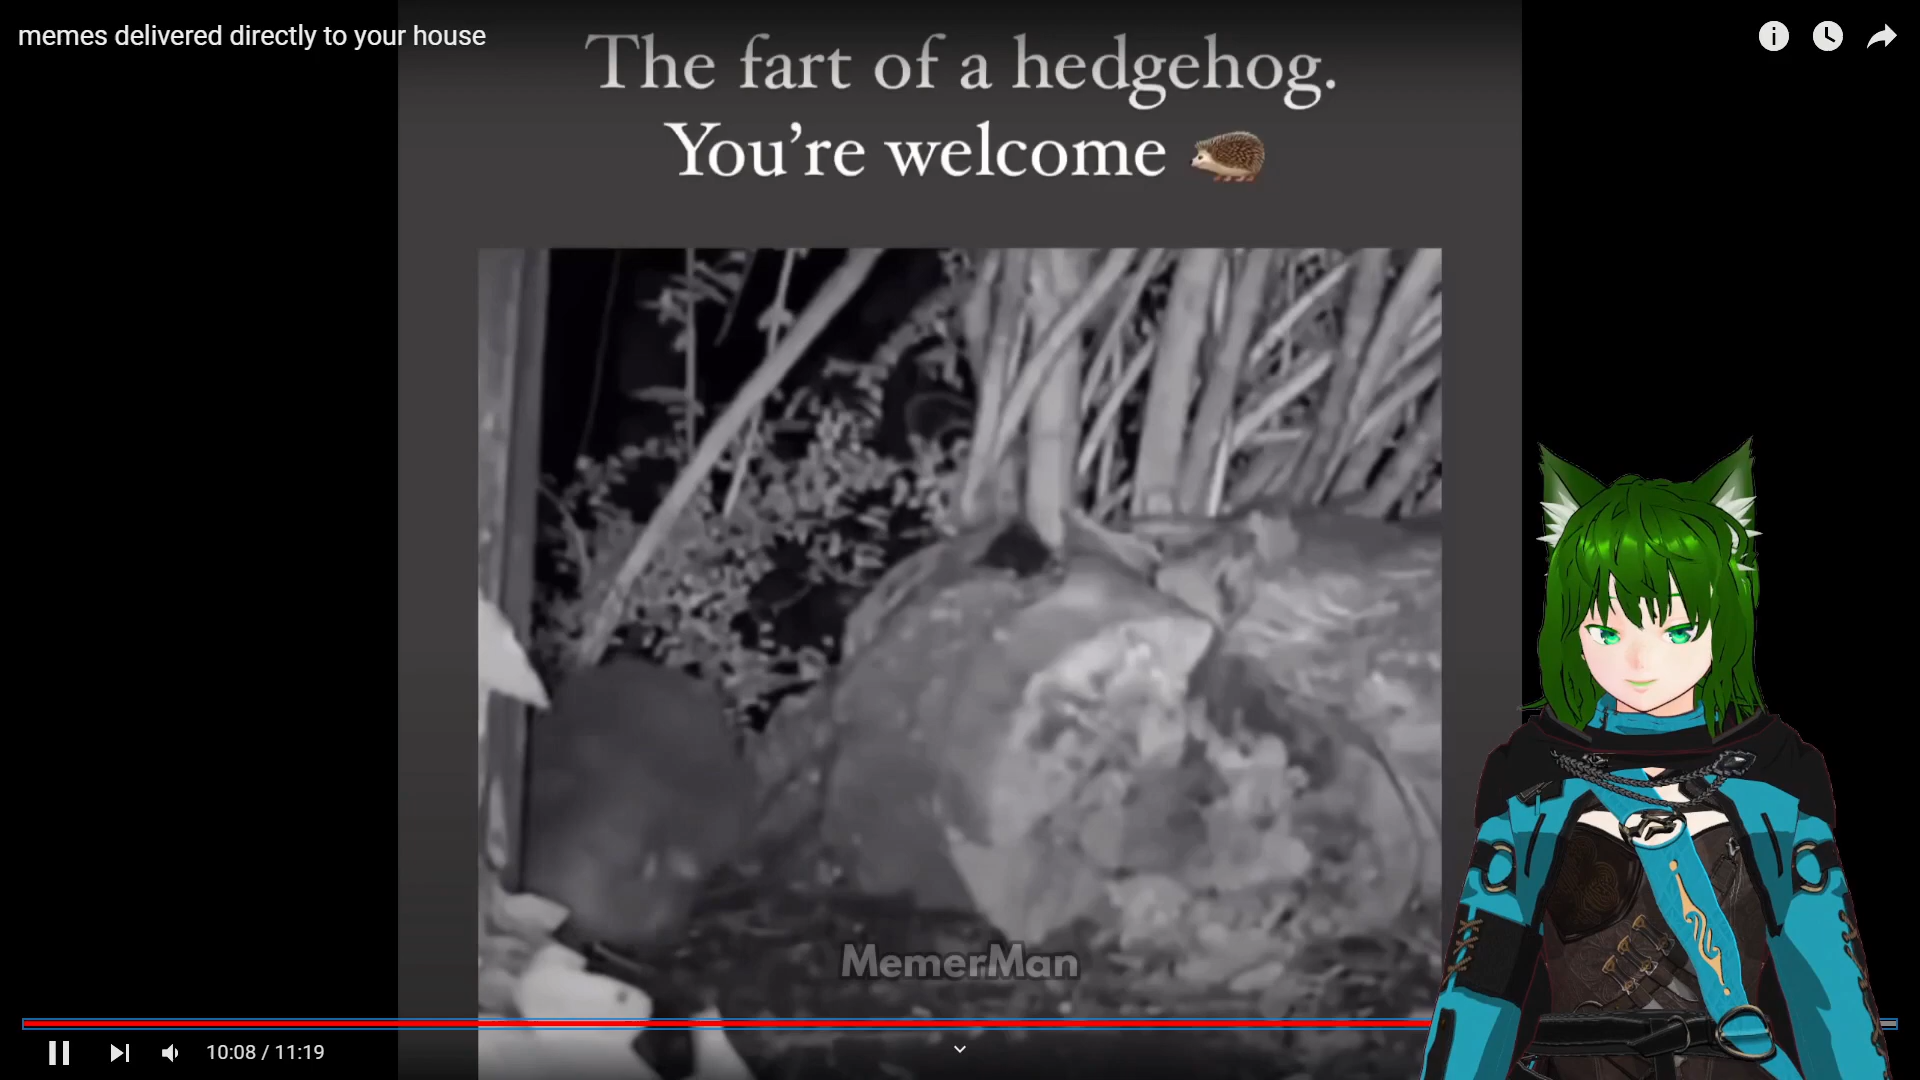 memes delivered directly to your house
The fart of a hedgehog.
You're welcome 🦔
MemerMan
10:08 / 11:19